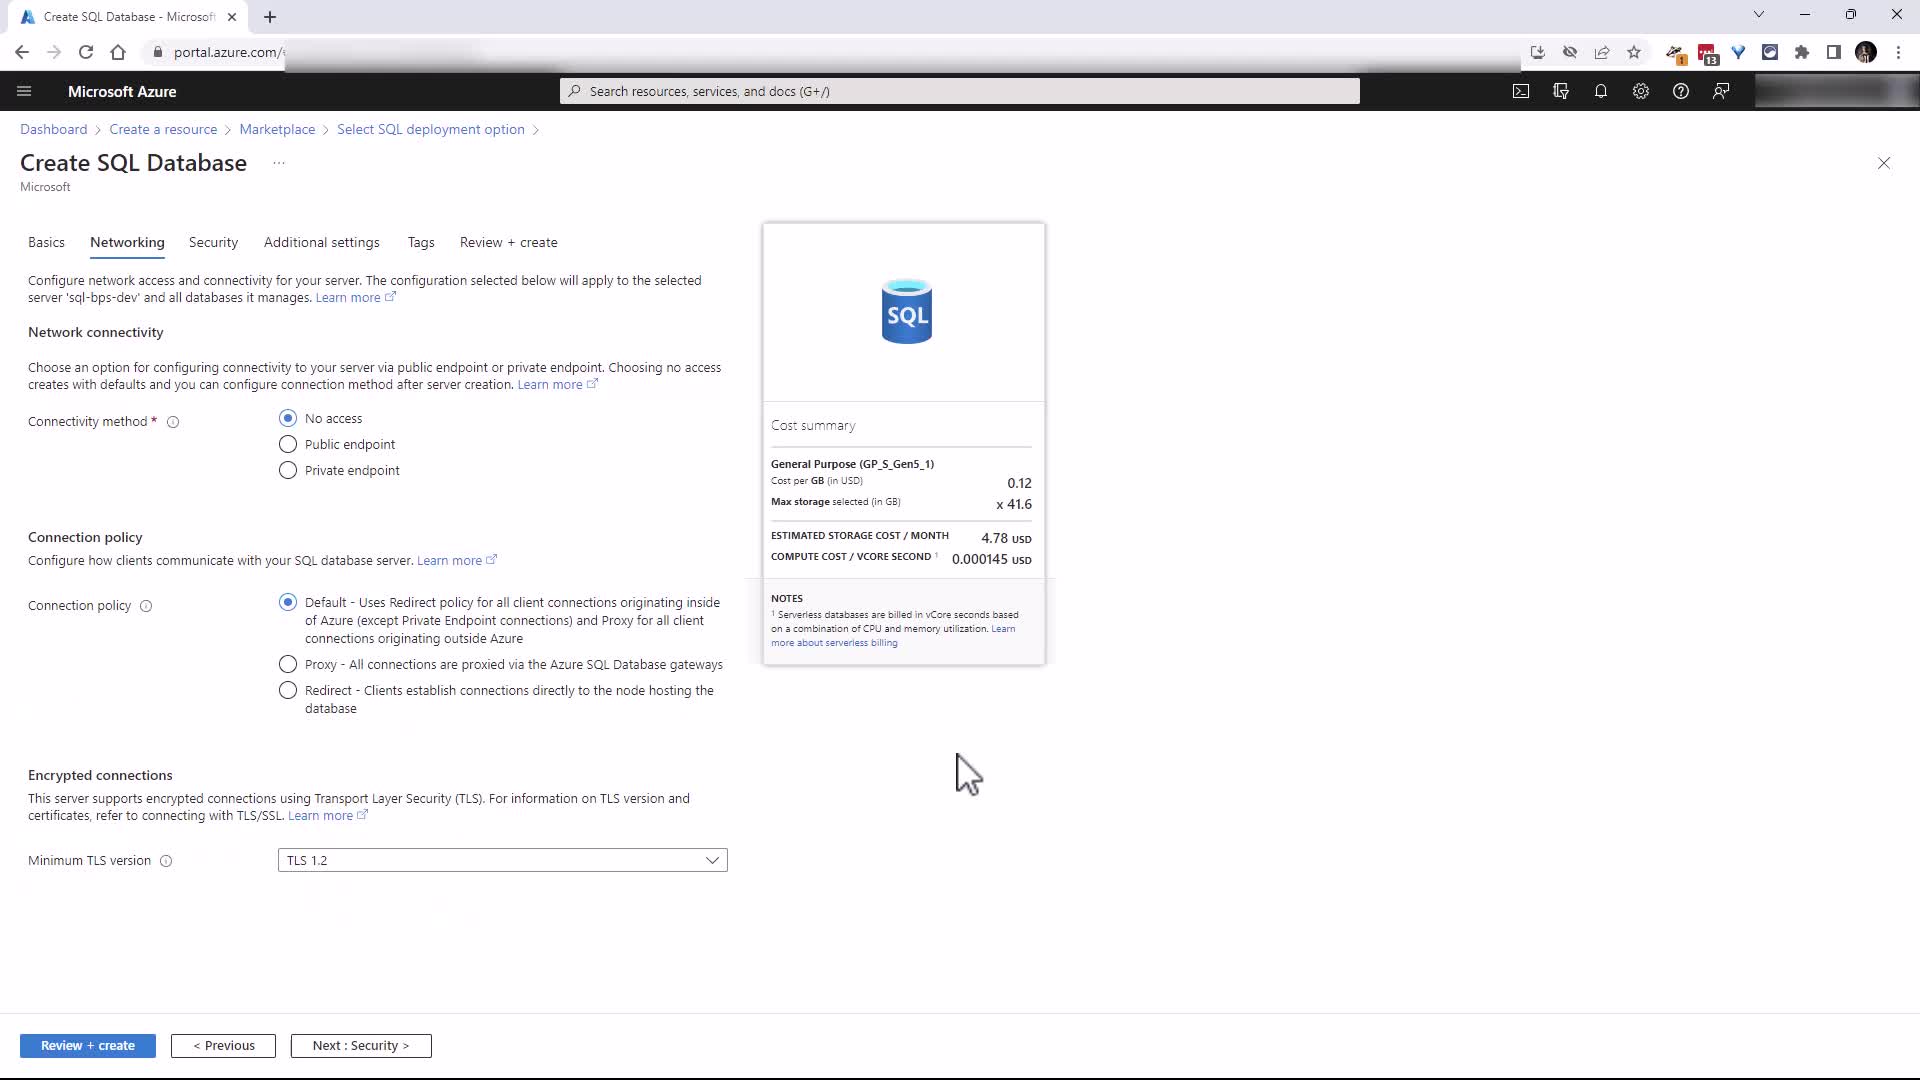 Create SQL Database - Microsoft
portal.azure.com/
1
13
Microsoft Azure
Search resources, services, and docs (G+/)
Dashboard > Create a resource > Marketplace > Select SQL deployment option >
Create SQL Database ...
Microsoft
Basics Networking Security Additional settings Tags Review + create
Configure network access and connectivity for your server. The configuration selected below will apply to the selected
server 'sql-bps-dev' and all databases it manages. Learn more
Network connectivity
Choose an option for configuring connectivity to your server via public endpoint or private endpoint. Choosing no access
creates with defaults and you can configure connection method after server creation. Learn more
Connectivity method *
No access
Public endpoint
Private endpoint
Connection policy
Configure how clients communicate with your SQL database server. Learn more
Connection policy
Default - Uses Redirect policy for all client connections originating inside
of Azure (except Private Endpoint connections) and Proxy for all client
connections originating outside Azure
Proxy - All connections are proxied via the Azure SQL Database gateways
Redirect - Clients establish connections directly to the node hosting the
database
Encrypted connections
This server supports encrypted connections using Transport Layer Security (TLS). For information on TLS version and
certificates, refer to connecting with TLS/SSL. Learn more
Minimum TLS version
TLS 1.2
SQL
Cost summary
General Purpose (GP_S_Gen5_1)
Cost per GB (in USD) 0.12
Max storage selected (in GB) x 41.6
ESTIMATED STORAGE COST / MONTH 4.78 USD
COMPUTE COST / VCORE SECOND ¹ 0.000145 USD
NOTES
¹ Serverless databases are billed in vCore seconds based
on a combination of CPU and memory utilization. Learn
more about serverless billing
Review + create
< Previous
Next : Security >